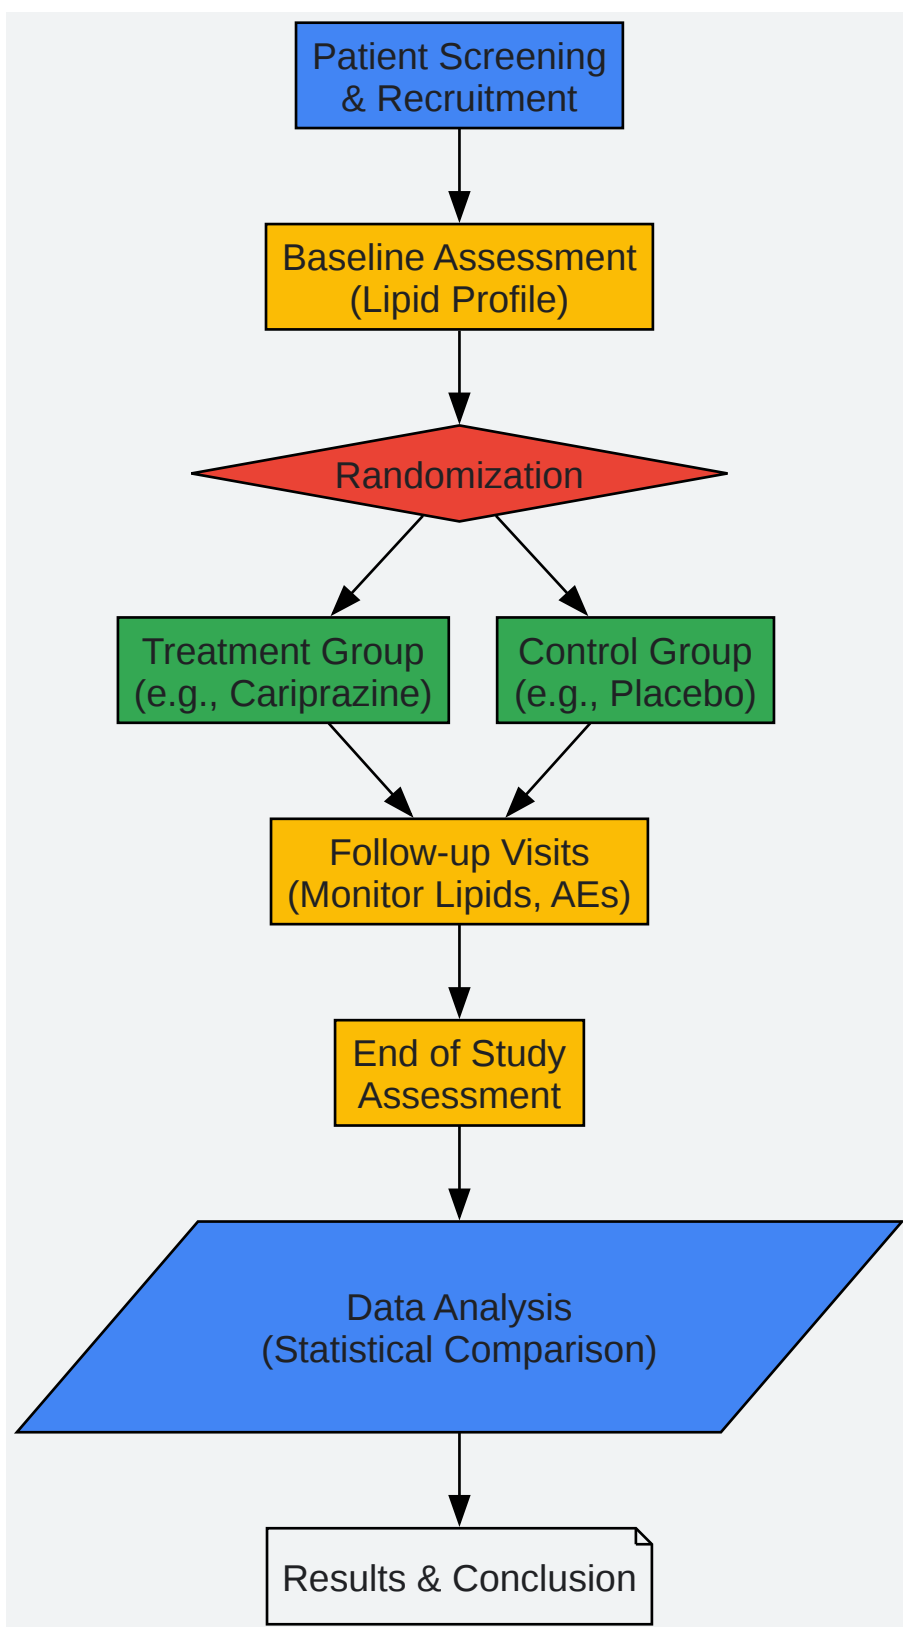 Patient Screening
& Recruitment
Baseline Assessment
(Lipid Profile)
Randomization
Treatment Group
(e.g., Cariprazine)
Control Group
(e.g., Placebo)
Follow-up Visits
(Monitor Lipids, AEs)
End of Study
Assessment
Data Analysis
(Statistical Comparison)
Results & Conclusion